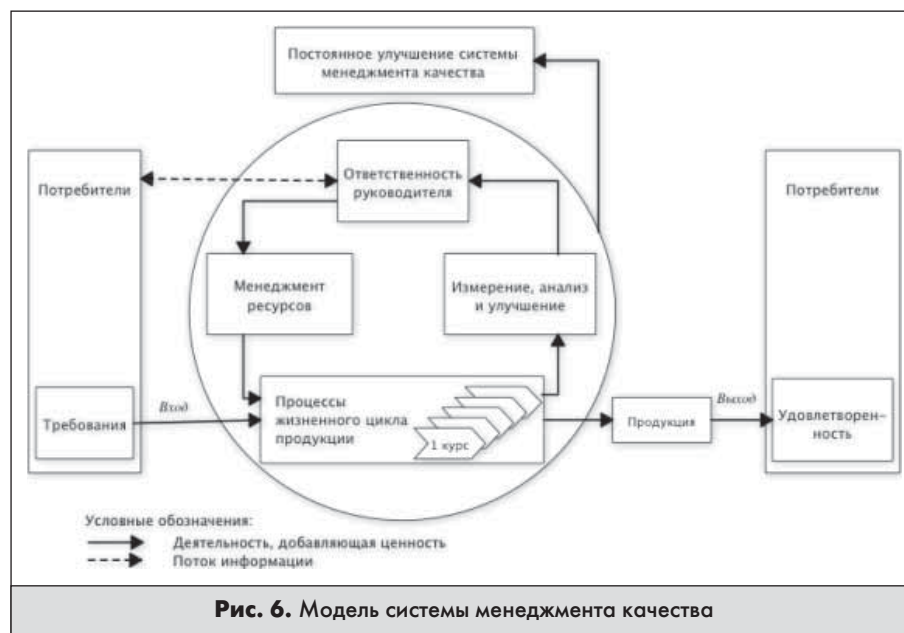 Постоянное улучшение системы
менеджмента качества
Потребители
Ответственность
руководителя
Потребители
Менеджмент
ресурсов
Измерение, анализ
и улучшение
Требования
Вход
Процессы
жизненного цикла
продукции
1 курс
Продукция
Выход
Удовлетворен-
ность
Условные обозначения:
Деятельность, добавляющая ценность
Поток информации
Рис. 6. Модель системы менеджмента качества